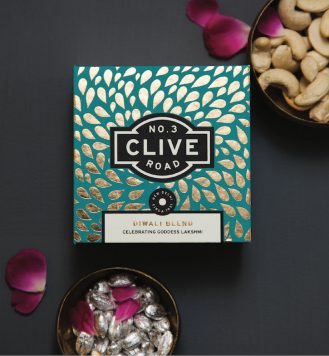 NO.3
CLIVE
ROAD
DIWALI BLEND
CELEBRATING GODDESS LAKSHMI